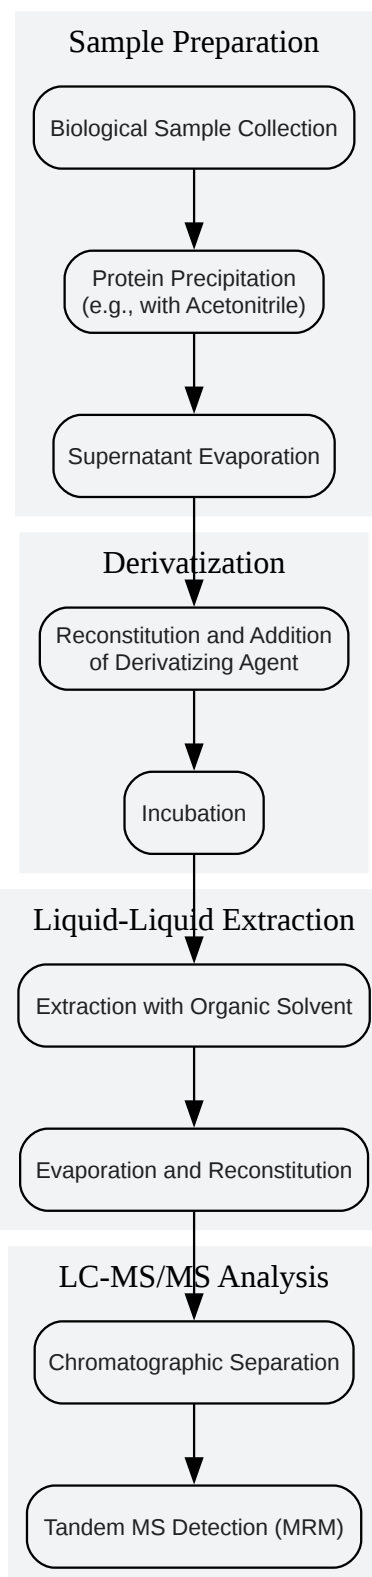 Sample Preparation
Biological Sample Collection
Protein Precipitation
(e.g., with Acetonitrile)
Supernatant Evaporation
Derivatization
Reconstitution and Addition
of Derivatizing Agent
Incubation
Liquid-Liquid Extraction
Extraction with Organic Solvent
Evaporation and Reconstitution
LC-MS/MS Analysis
Chromatographic Separation
Tandem MS Detection (MRM)